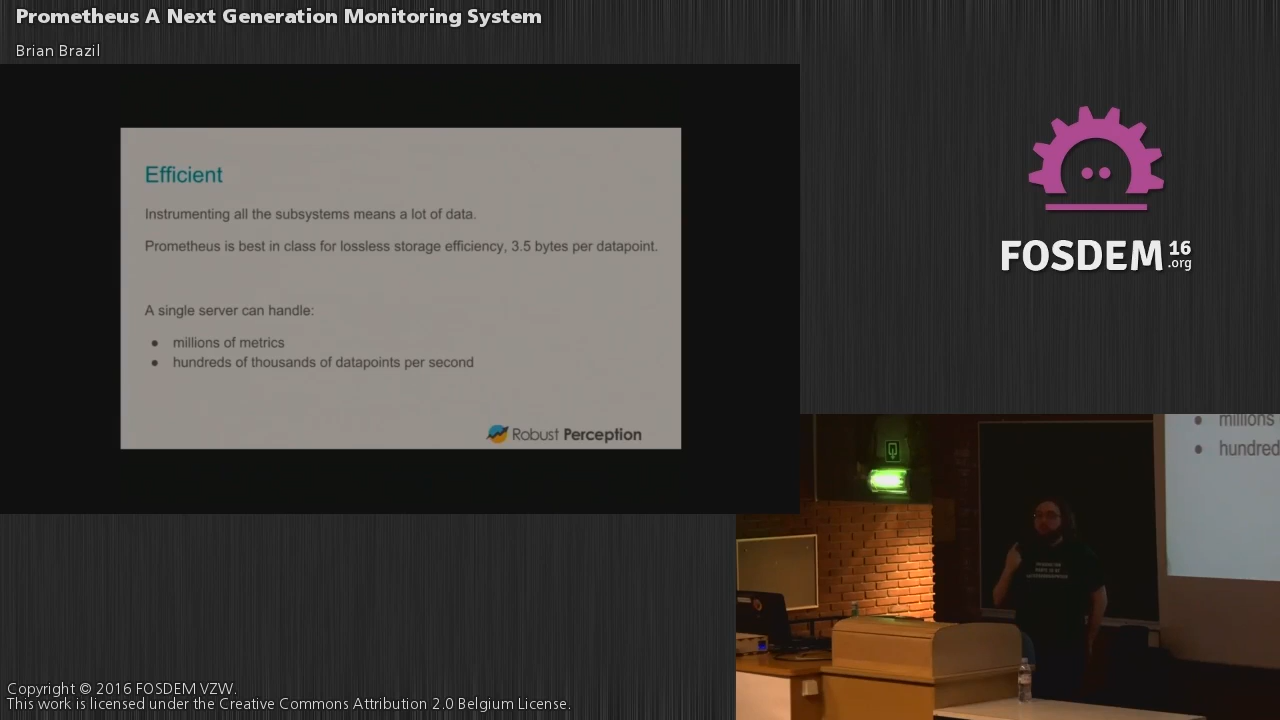 Prometheus A Next Generation Monitoring System
Brian Brazil
Efficient
Instrumenting all the subsystems means a lot of data.
Prometheus is best in class for lossless storage efficiency, 3.5 bytes per datapoint.
A single server can handle:
● millions of metrics
● hundreds of thousands of datapoints per second
Robust Perception
FOSDEM 16 .org
● millions
● hundred
Copyright © 2016 FOSDEM VZW.
This work is licensed under the Creative Commons Attribution 2.0 Belgium License.